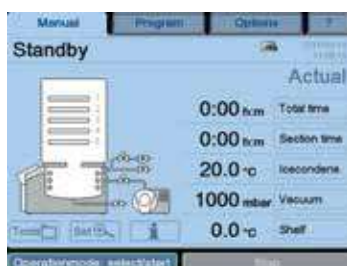 Manual Program Options ?
Standby
Actual
0:00 h:m Total time
0:00 h:m Section time
20.0 °C Icecondens.
1000 mbar Vacuum
0.0 °C Shelf
Set
Operationmode: select/start Stop